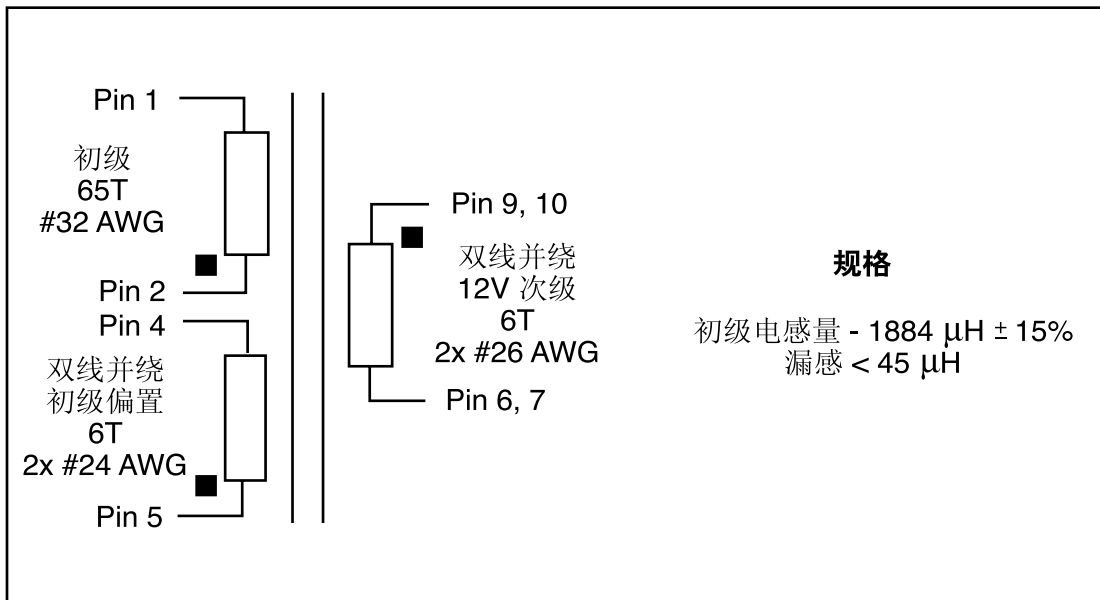 Pin 1
初级
65T
#32 AWG
Pin 2
Pin 4
双线并绕
初级偏置
6T
2x #24 AWG
Pin 5
Pin 9, 10
双线并绕
12V 次级
6T
2x #26 AWG
Pin 6, 7
规格
初级电感量 - 1884 μH ± 15%
漏感 < 45 μH